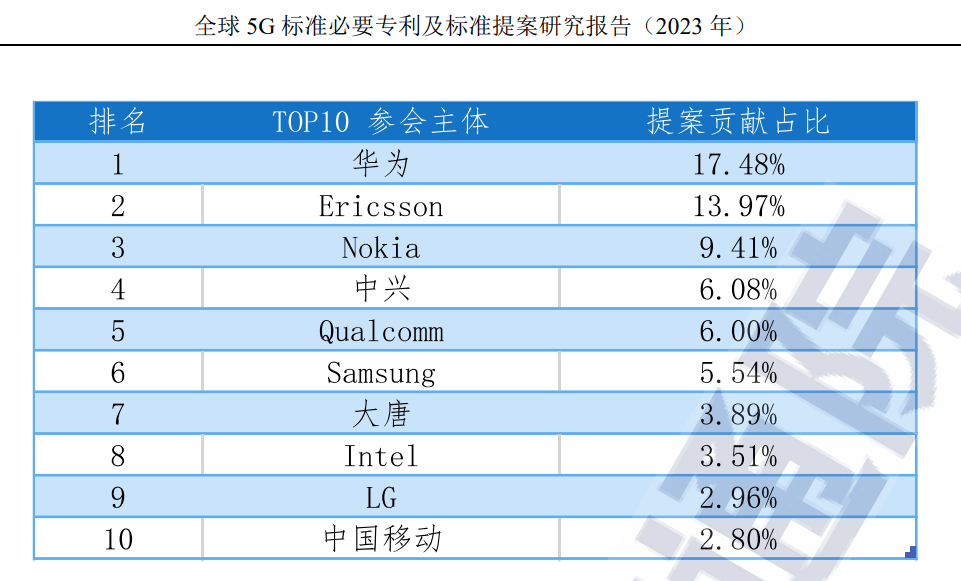 全球 5G 标准必要专利及标准提案研究报告（2023 年）
排名 TOP10 参会主体 提案贡献占比
1 华为 17.48%
2 Ericsson 13.97%
3 Nokia 9.41%
4 中兴 6.08%
5 Qualcomm 6.00%
6 Samsung 5.54%
7 大唐 3.89%
8 Intel 3.51%
9 LG 2.96%
10 中国移动 2.80%